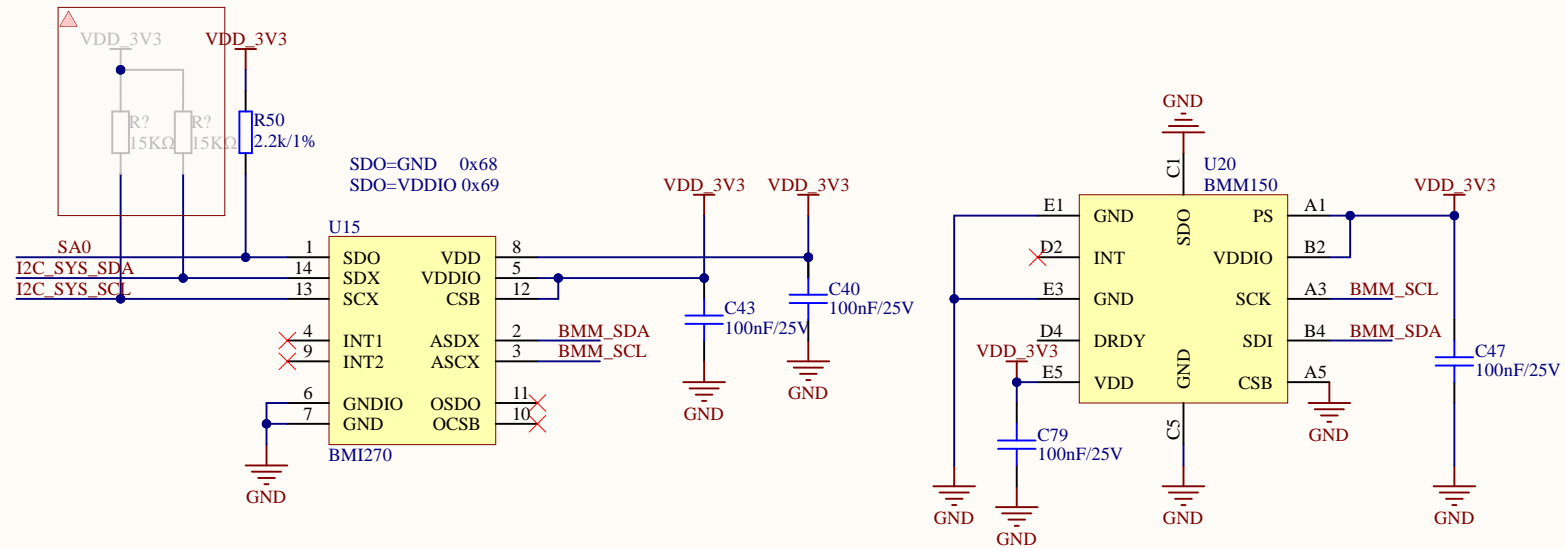 VDD_3V3
VDD_3V3
R?
15KΩ
R?
15KΩ
R50
2.2k/1%
SDO=GND 0x68
SDO=VDDIO 0x69
VDD_3V3
VDD_3V3
U15
SA0
I2C_SYS_SDA
I2C_SYS_SCL
1 SDO VDD 8
14 SDX VDDIO 5
13 SCX CSB 12
4 INT1 ASDX 2 BMM_SDA
9 INT2 ASCX 3 BMM_SCL
6 GNDIO OSDO 11
7 GND OCSB 10
BMI270
GND
C43
100nF/25V
GND
C40
100nF/25V
GND
GND
C1
U20
BMM150
VDD_3V3
E1 GND SDO PS A1
D2 INT VDDIO B2
E3 GND SCK A3 BMM_SCL
D4 DRDY SDI B4 BMM_SDA
VDD_3V3
E5 VDD GND CSB A5
C5
GND
C47
100nF/25V
C79
100nF/25V
GND
GND
GND
GND